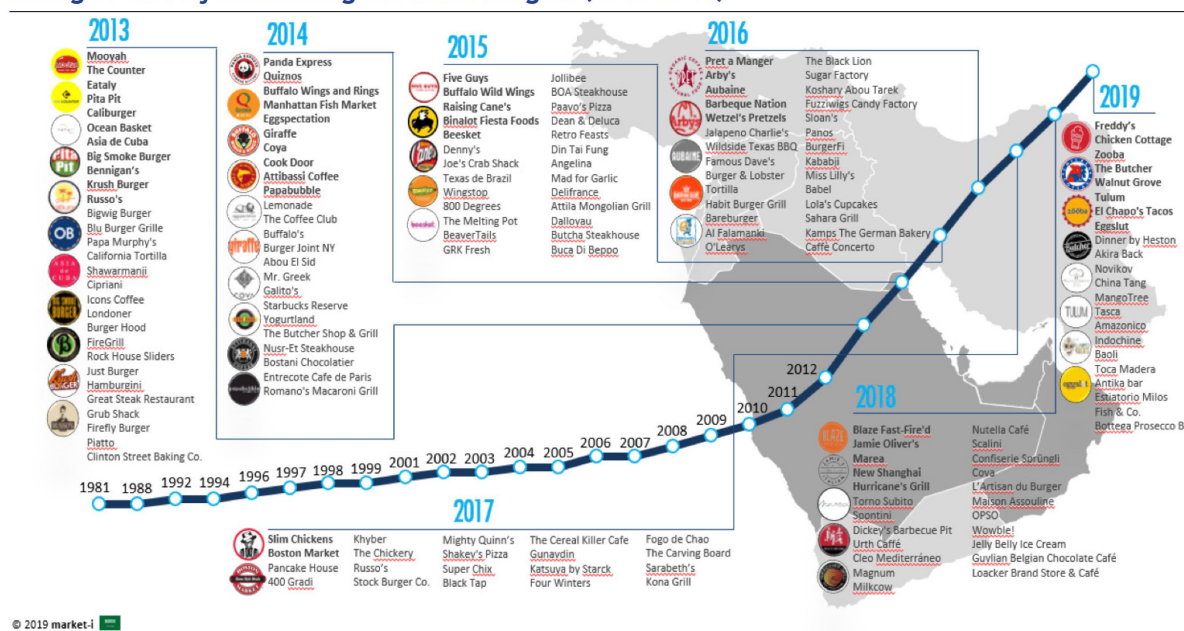 2013
Mooyah
The Counter
Eataly
Pita Pit
Caliburger
Ocean Basket
Asia de Cuba
Big Smoke Burger
Bennigan's
Krush Burger
Russo's
Bigwig Burger
Blu Burger Grille
Papa Murphy's
California Tortilla
Shawarmanji
Cipriani
Icons Coffee
Londoner
Burger Hood
FireGrill
Rock House Sliders
Just Burger
Hamburgini
Great Steak Restaurant
Grub Shack
Firefly Burger
Piatto
Clinton Street Baking Co.
2014
Panda Express
Quiznos
Buffalo Wings and Rings
Manhattan Fish Market
Eggspectation
Giraffe
Coya
Cook Door
Attibassi Coffee
Papabubble
Lemonade
The Coffee Club
Buffalo's
Burger Joint NY
Abou El Sid
Mr. Greek
Galito's
Starbucks Reserve
Yogurtland
The Butcher Shop & Grill
Nusr-Et Steakhouse
Bostani Chocolatier
Entrecote Cafe de Paris
Romano's Macaroni Grill
2015
Five Guys
Buffalo Wild Wings
Raising Cane's
Binalot Fiesta Foods
Beesket
Denny's
Joe's Crab Shack
Texas de Brazil
Wingstop
800 Degrees
The Melting Pot
BeaverTails
GRK Fresh
Jollibee
BOA Steakhouse
Paavo's Pizza
Dean & Deluca
Retro Feasts
Din Tai Fung
Angelina
Mad for Garlic
Delifrance
Attila Mongolian Grill
Dalloyau
Butcha Steakhouse
Buca Di Beppo
2016
Pret a Manger
Arby's
Aubaine
Barbeque Nation
Wetzel's Pretzels
Jalapeno Charlie's
Wildside Texas BBQ
Famous Dave's
Burger & Lobster
Tortilla
Habit Burger Grill
Bareburger
Al Falamanki
O'Learys
The Black Lion
Sugar Factory
Koshary Abou Tarek
Fuzziwigs Candy Factory
Sloan's
Panos
BurgerFi
Kababji
Miss Lilly's
Babel
Lola's Cupcakes
Sahara Grill
Kamps The German Bakery
Caffè Concerto
2019
Freddy's
Chicken Cottage
Zooba
The Butcher
Walnut Grove
Tulum
El Chapo's Tacos
Eggslut
Dinner by Heston
Akira Back
Novikov
China Tang
MangoTree
Tasca
Amazonico
Indochine
Baoli
Toca Madera
Antika bar
Estiatorio Milos
Fish & Co.
Bottega Prosecco B
1981 1988 1992 1994 1996 1997 1998 1999 2001 2002 2003 2004 2005 2006 2007 2008 2009 2010 2011 2012
2018
Blaze Fast-Fire'd
Jamie Oliver's
Marea
New Shanghai
Hurricane's Grill
Torno Subito
Spontini
Dickey's Barbecue Pit
Urth Caffé
Cleo Mediterráneo
Magnum
Milkcow
Nutella Café
Scalini
Confiserie Sprüngli
Cova
L'Artisan du Burger
Maison Assouline
OPSO
Wowble!
Jelly Belly Ice Cream
Guylian Belgian Chocolate Café
Loacker Brand Store & Café
2017
Slim Chickens
Boston Market
Pancake House
400 Gradi
Khyber
The Chickery
Russo's
Stock Burger Co.
Mighty Quinn's
Shakey's Pizza
Super Chix
Black Tap
The Cereal Killer Cafe
Gunaydin
Katsuya by Starck
Four Winters
Fogo de Chao
The Carving Board
Sarabeth's
Kona Grill
© 2019 market-i